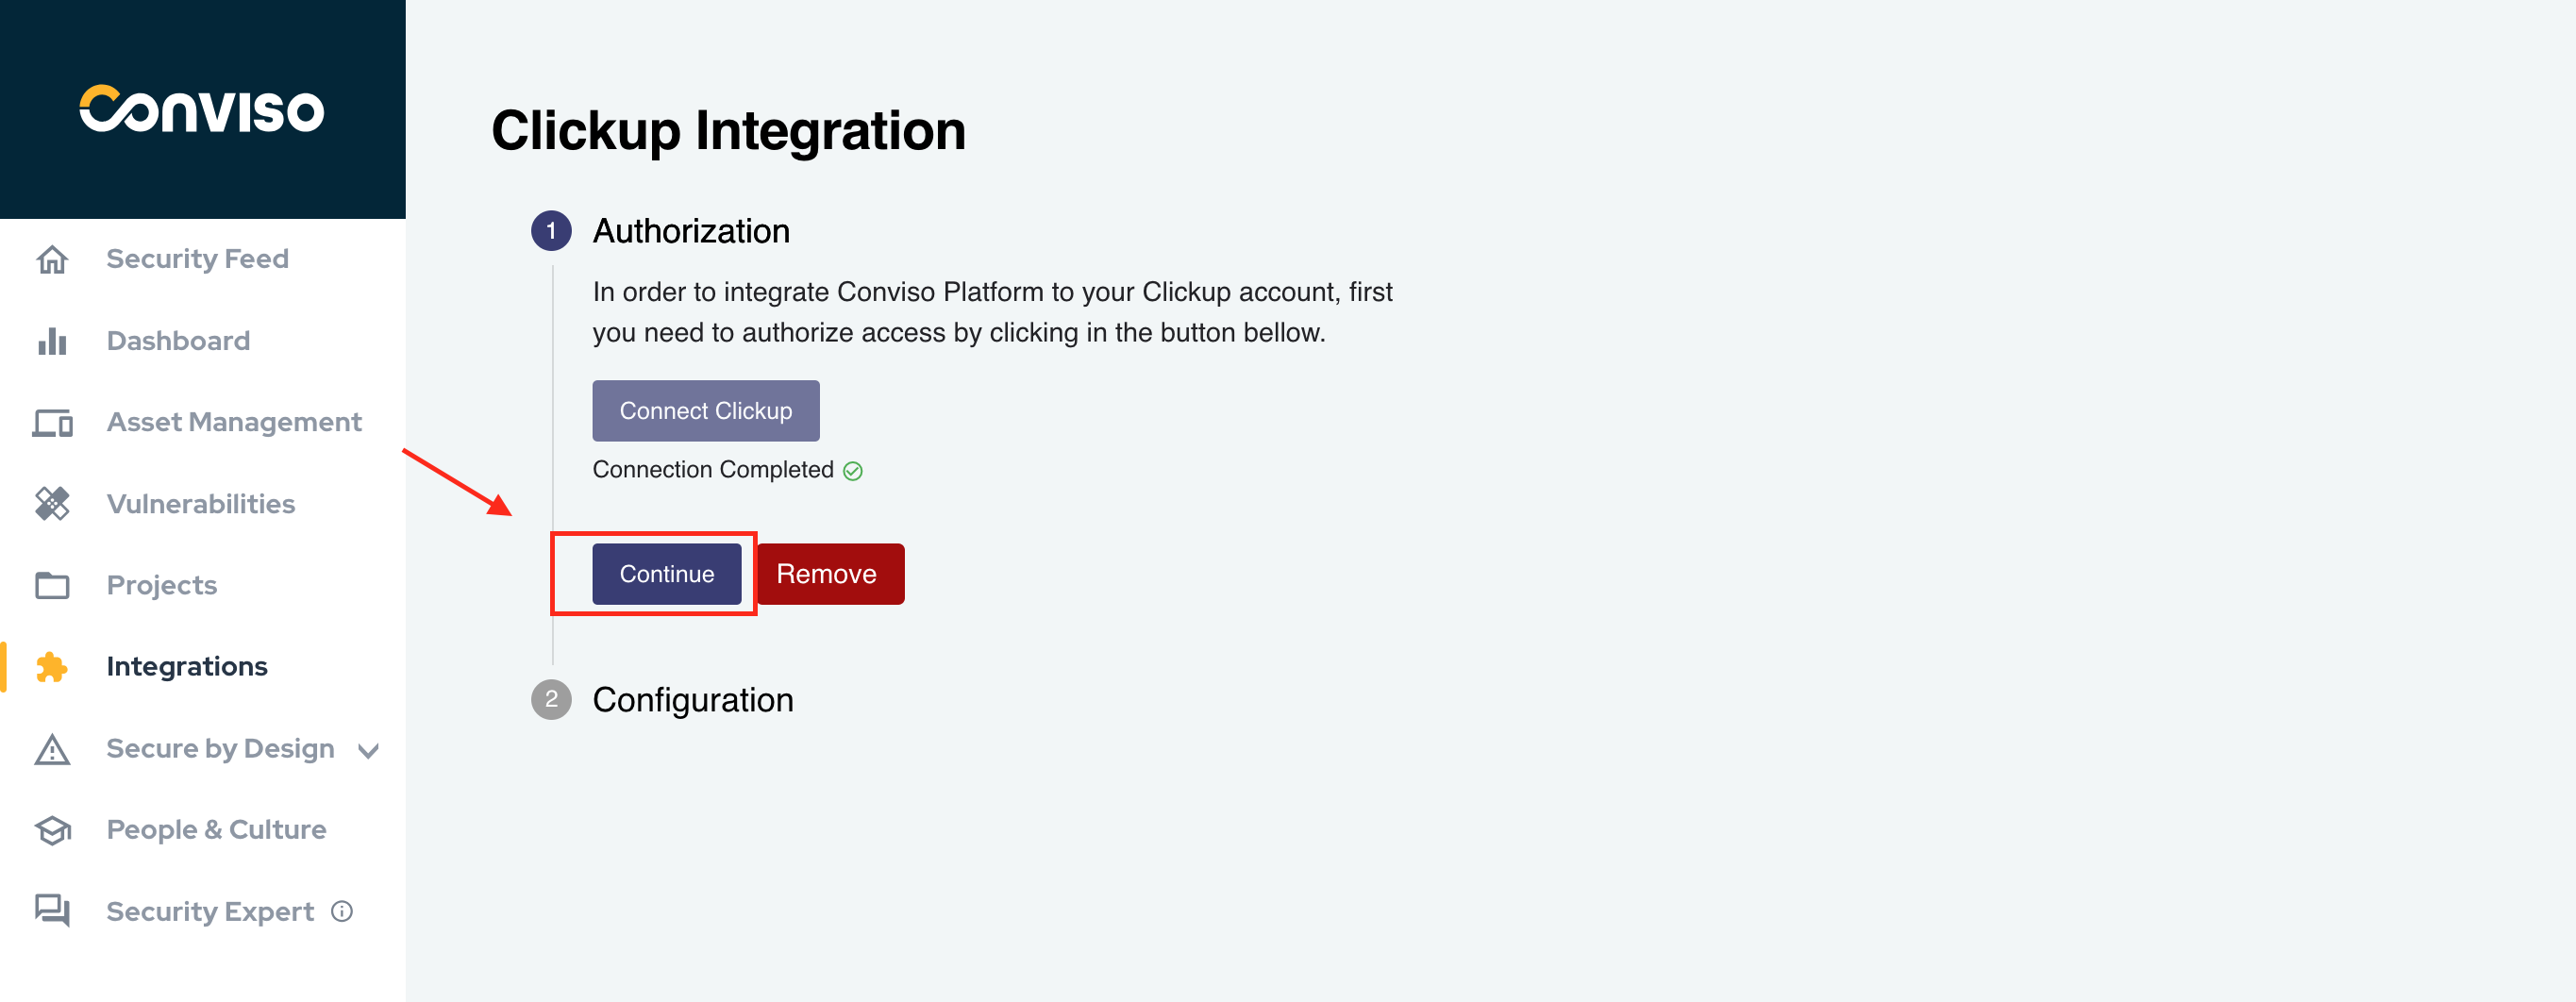 Conviso
Security Feed
Dashboard
Asset Management
Vulnerabilities
Projects
Integrations
Secure by Design
People & Culture
Security Expert
Clickup Integration
1 Authorization
In order to integrate Conviso Platform to your Clickup account, first
you need to authorize access by clicking in the button bellow.
Connect Clickup
Connection Completed
Continue Remove
2 Configuration